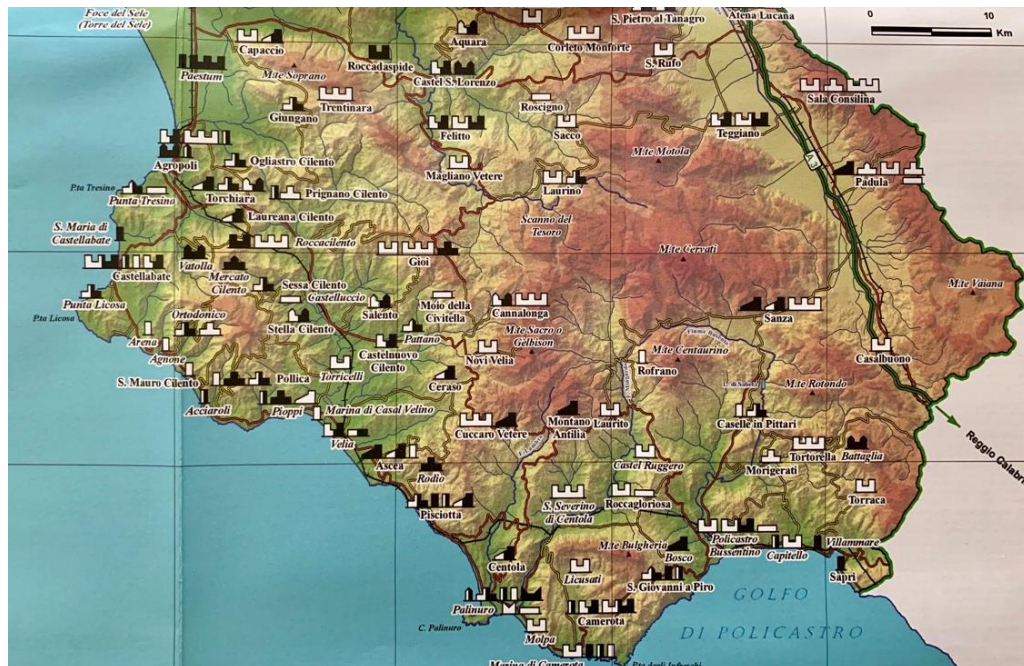 Foce del Sele
(Torre del Sele)
S. Pietro al Tanagro
Atena Lucana
0
10
Km
Capaccio
Aquara
Corleto Monforte
Roccadaspide
S. Rufo
Paestum
M.te Soprano
Castel S. Lorenzo
Sala Consilina
Trentinara
Roscigno
Giungano
Felitto
Sacco
Teggiano
A 3
Agropoli
Ogliastro Cilento
Magliano Vetere
M.te Motola
P.ta Tresino
Punta Tresino
Torchiara
Prignano Cilento
Laurino
Padula
Laureana Cilento
Scanno del
Tesoro
S. Maria di
Castellabate
Roccacilento
Gioi
M.te Cervati
Vatolla
Castellabate
Mercato
Cilento
Sessa Cilento
M.te Vaiana
Punta Licosa
Castelluccio
Salento
Moio della
Civitella
Cannalonga
P.ta Licosa
Ortodonico
Stella Cilento
Sanza
Arena
Pattano
M.te Sacro o
Gelbison
Castelnuovo
Cilento
Novi Velia
M.te Centaurino
Casalbuono
Agnone
Rofrano
S. Mauro Cilento
Pollica
Torricelli
Ceraso
M.te Rotondo
Acciaroli
Pioppi
Marina di Casal Velino
Montano
Antilia
Laurito
Caselle in Pittari
Velia
Cuccaro Vetere
Reggio Calabr
Tortorella
Battaglia
Ascea
Rodio
Castel Ruggero
Morigerati
Torraca
Pisciotta
S. Severino
di Centola
Roccagloriosa
Policastro
Bussentino
Capitello
Villammare
M.te Bulgheria
Bosco
Centola
Licusati
S. Giovanni a Piro
Sapri
Palinuro
Camerota
GOLFO
C. Palinuro
Molpa
DI POLICASTRO
Marina di Camerota
P.ta degli Infreschi